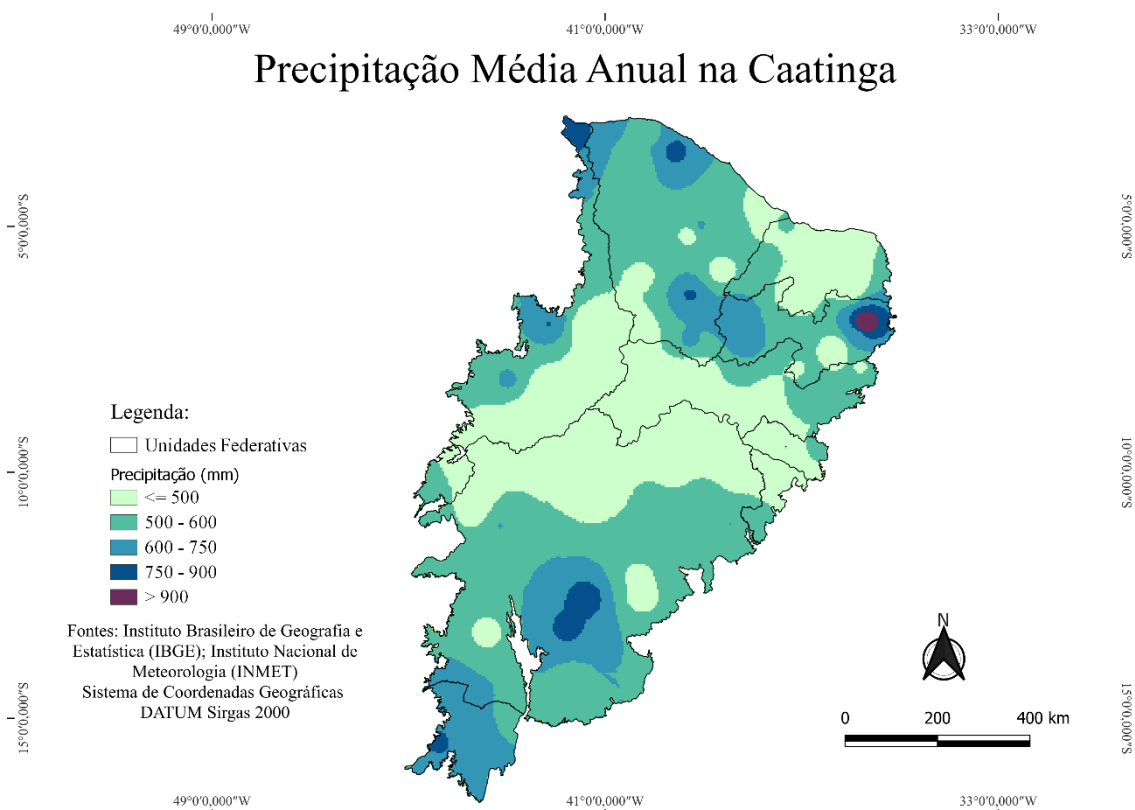 49°0'0,000"W
41°0'0,000"W
33°0'0,000"W
Precipitação Média Anual na Caatinga
5°0'0,000"S
5°0'0,000"S
10°0'0,000"S
10°0'0,000"S
15°0'0,000"S
15°0'0,000"S
Legenda:
Unidades Federativas
Precipitação (mm)
<= 500
500 - 600
600 - 750
750 - 900
> 900
Fontes: Instituto Brasileiro de Geografia e
Estatística (IBGE); Instituto Nacional de
Meteorologia (INMET)
Sistema de Coordenadas Geográficas
DATUM Sirgas 2000
N
0 200 400 km
49°0'0,000"W
41°0'0,000"W
33°0'0,000"W